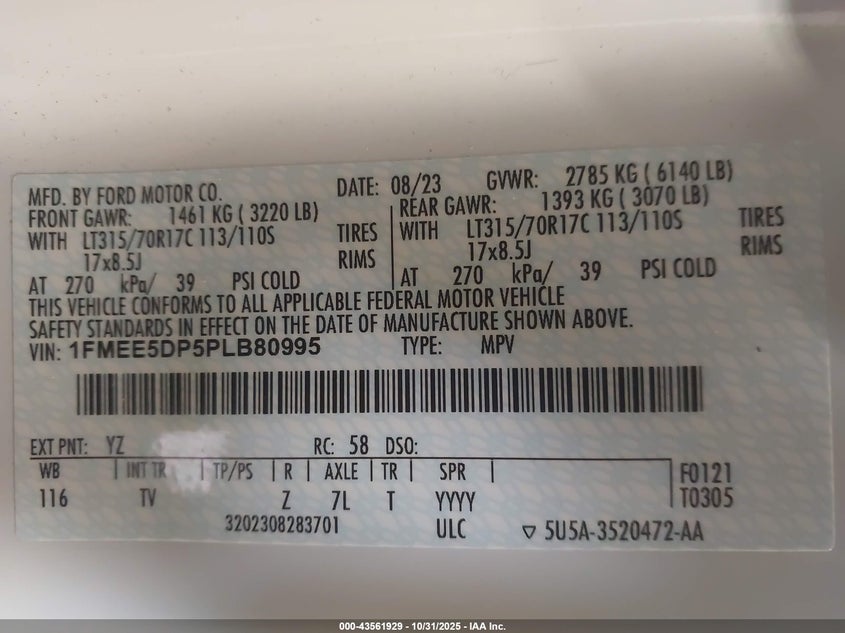 MFD. BY FORD MOTOR CO. DATE: 08/23 GVWR: 2785 KG ( 6140 LB)
FRONT GAWR: 1461 KG ( 3220 LB) REAR GAWR: 1393 KG ( 3070 LB)
WITH LT315/70R17C 113/110S TIRES WITH LT315/70R17C 113/110S TIRES
17x8.5J RIMS 17x8.5J RIMS
AT 270 kPa/ 39 PSI COLD AT 270 kPa/ 39 PSI COLD
THIS VEHICLE CONFORMS TO ALL APPLICABLE FEDERAL MOTOR VEHICLE
SAFETY STANDARDS IN EFFECT ON THE DATE OF MANUFACTURE SHOWN ABOVE.
VIN: 1FMEE5DP5PLB80995 TYPE: MPV
EXT PNT: YZ RC: 58 DSO:
WB INT TR TP/PS R AXLE TR SPR F0121
116 TV Z 7L T YYYY T0305
3202308283701 ULC ▽ 5U5A-3520472-AA
000-43561929 - 10/31/2025 - IAA Inc.